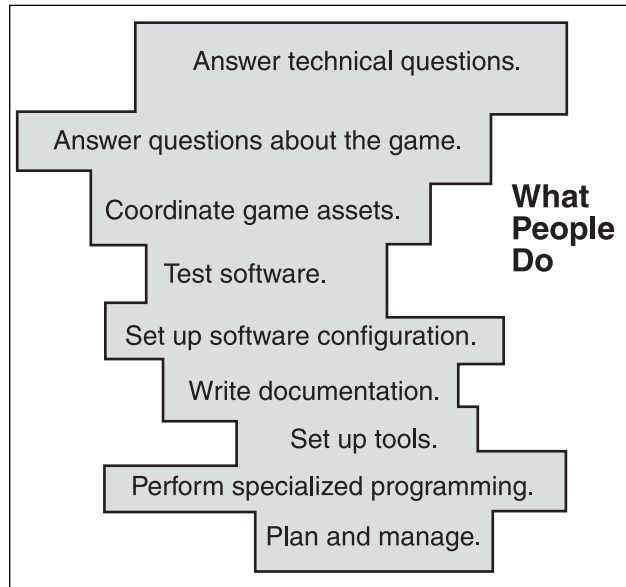 Answer technical questions.
Answer questions about the game.
Coordinate game assets.
What
People
Do
Test software.
Set up software configuration.
Write documentation.
Set up tools.
Perform specialized programming.
Plan and manage.